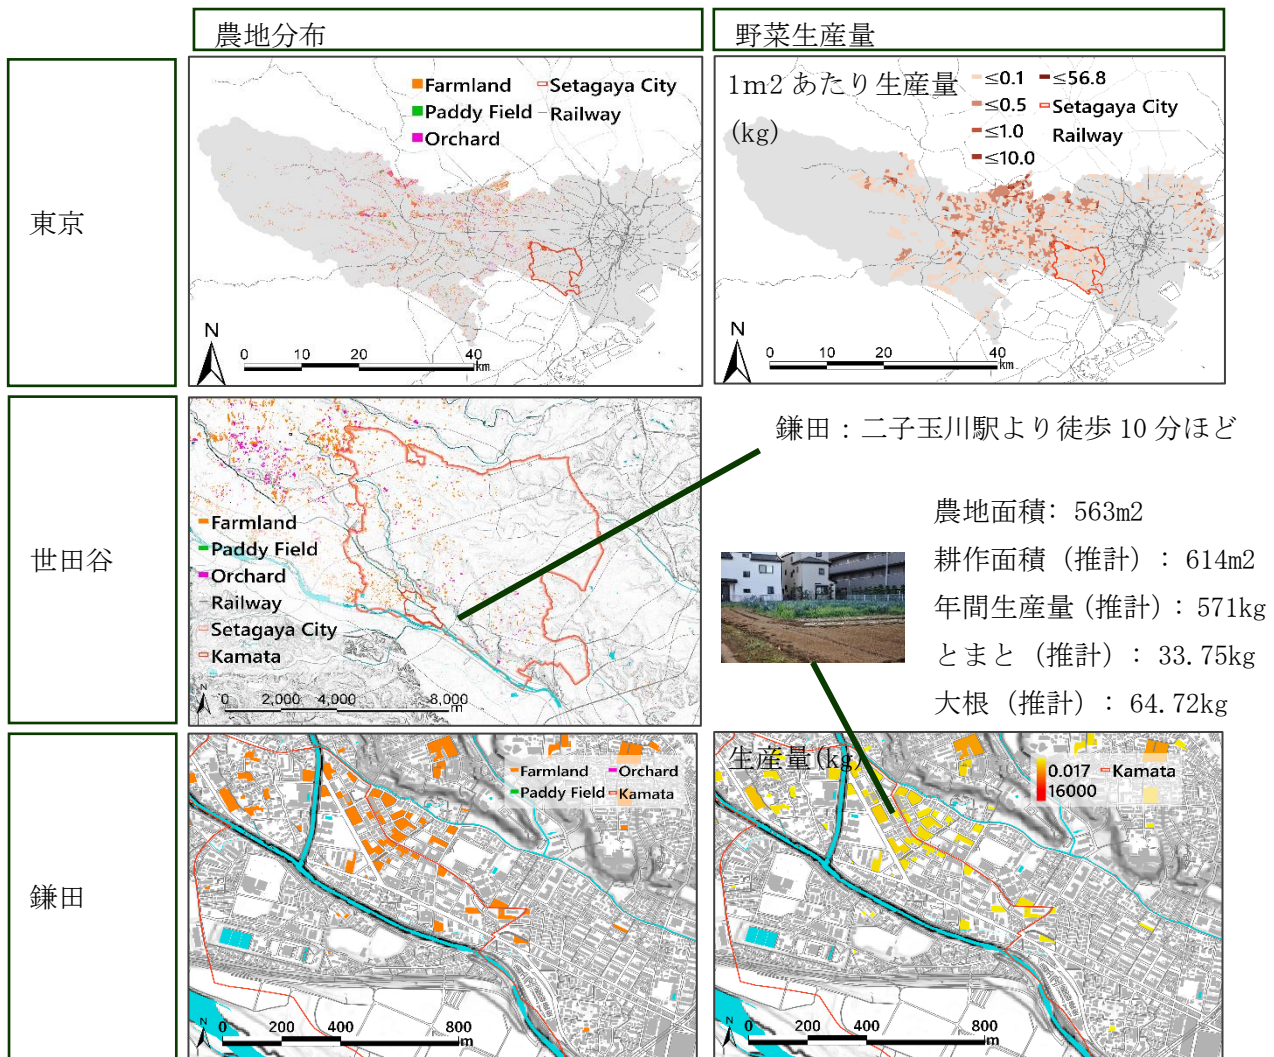 農地分布
野菜生産量
東京
Farmland
Setagaya City
Paddy Field
Railway
Orchard
N
0 10 20 40
km
1m2 あたり生産量
(kg)
≤0.1
≤56.8
≤0.5
Setagaya City
≤1.0
Railway
≤10.0
N
0 10 20 40
km
世田谷
Farmland
Paddy Field
Orchard
Railway
Setagaya City
Kamata
N
0 2,000 4,000 8,000
m
鎌田：二子玉川駅より徒歩 10 分ほど
農地面積: 563m2
耕作面積 (推計) : 614m2
年間生産量 (推計) : 571kg
とまと (推計) : 33.75kg
大根 (推計) : 64.72kg
鎌田
Farmland
Orchard
Paddy Field
Kamata
N
0 200 400 800
m
生産量(kg)
0.017
Kamata
16000
N
0 200 400 800
m